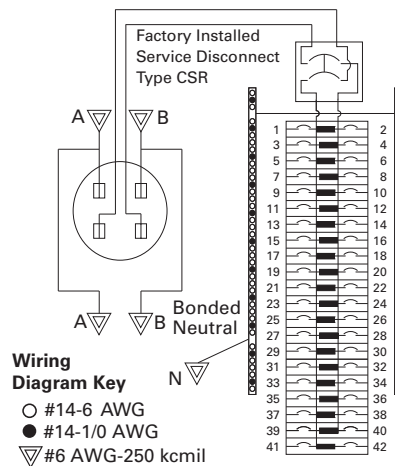 Factory Installed
Service Disconnect
Type CSR
A B
1 2
3 4
5 6
7 8
9 10
11 12
13 14
15 16
17 18
19 20
21 22
23 24
25 26
27 28
29 30
31 32
33 34
35 36
37 38
39 40
41 42
A B
Bonded
Neutral
N
Wiring
Diagram Key
#14-6 AWG
#14-1/0 AWG
#6 AWG-250 kcmil